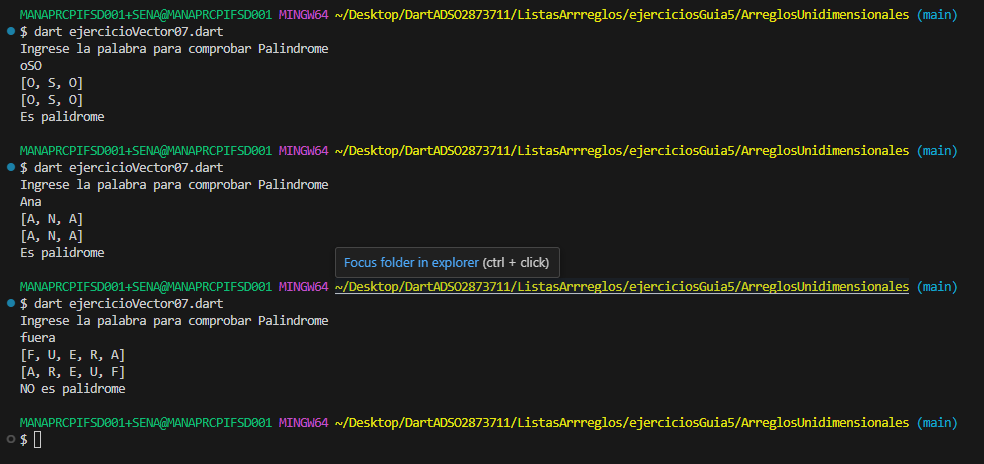 MANAPRCPIFSD001+SENA@MANAPRCPIFSD001 MINGW64 ~/Desktop/DartADSO2873711/ListasArrreglos/ejerciciosGuia5/ArreglosUnidimensionales (main)
$ dart ejercicioVector07.dart
Ingrese la palabra para comprobar Palindrome
oSO
[O, S, O]
[O, S, O]
Es palidrome
MANAPRCPIFSD001+SENA@MANAPRCPIFSD001 MINGW64 ~/Desktop/DartADSO2873711/ListasArrreglos/ejerciciosGuia5/ArreglosUnidimensionales (main)
$ dart ejercicioVector07.dart
Ingrese la palabra para comprobar Palindrome
Ana
[A, N, A]
[A, N, A]
Es palidrome
Focus folder in explorer (ctrl + click)
MANAPRCPIFSD001+SENA@MANAPRCPIFSD001 MINGW64 ~/Desktop/DartADSO2873711/ListasArrreglos/ejerciciosGuia5/ArreglosUnidimensionales (main)
$ dart ejercicioVector07.dart
Ingrese la palabra para comprobar Palindrome
fuera
[F, U, E, R, A]
[A, R, E, U, F]
NO es palidrome
MANAPRCPIFSD001+SENA@MANAPRCPIFSD001 MINGW64 ~/Desktop/DartADSO2873711/ListasArrreglos/ejerciciosGuia5/ArreglosUnidimensionales (main)
$